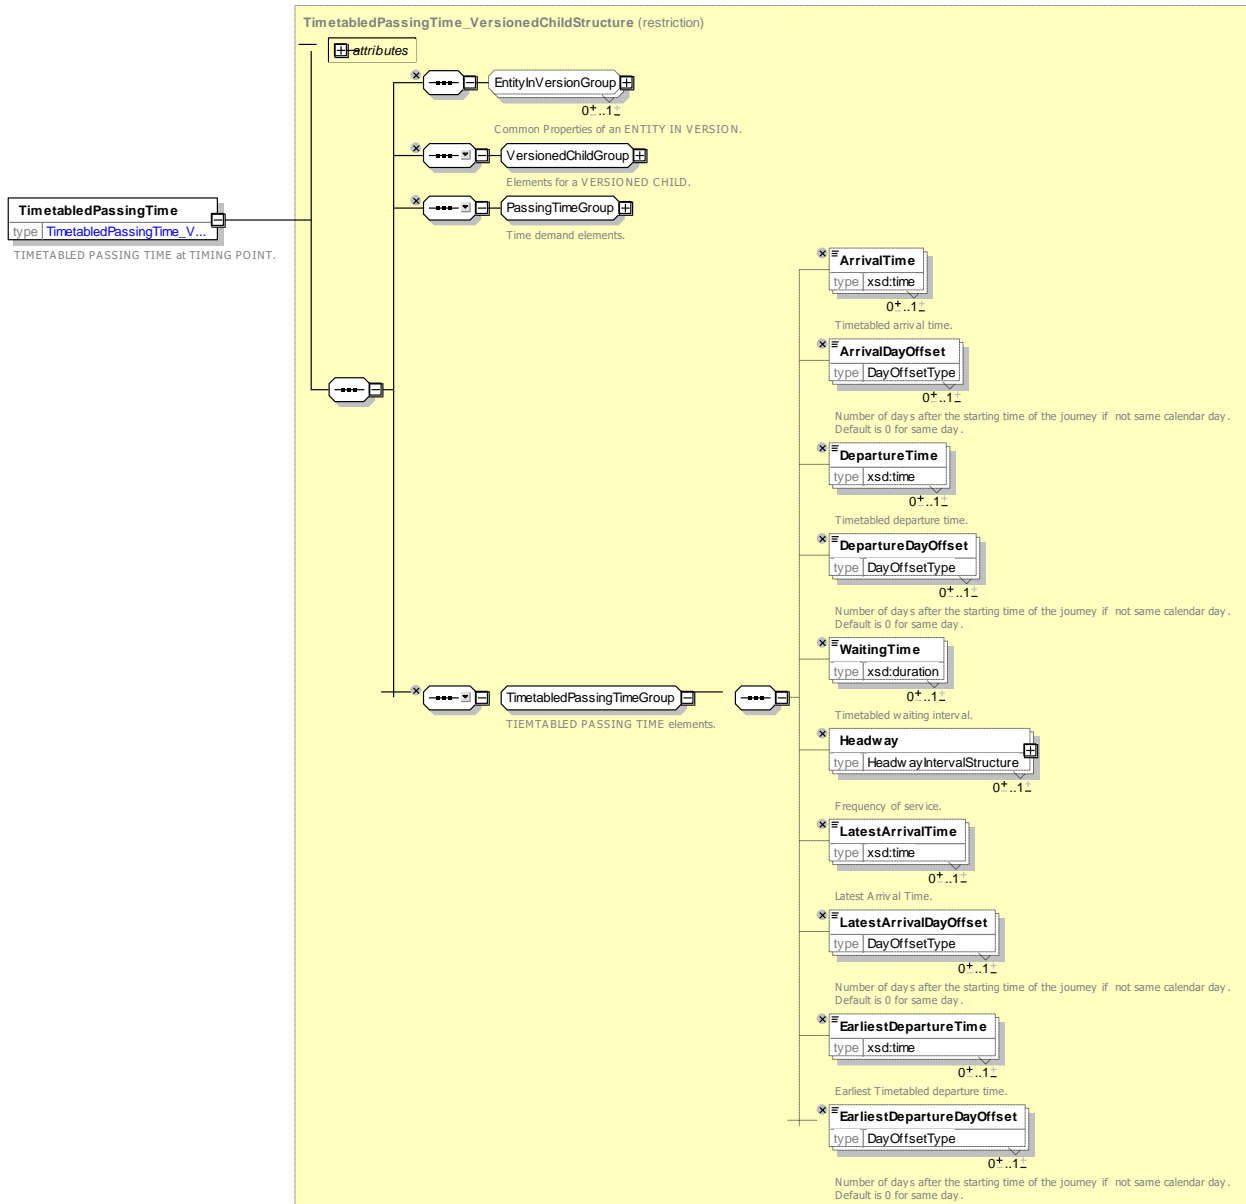 TimetabledPassingTime_VersionedChildStructure (restriction)
attributes
EntityInVersionGroup
0..1
Common Properties of an ENTITY IN VERSION.
VersionedChildGroup
Elements for a VERSIONED CHILD.
TimetabledPassingTime
type TimetabledPassingTime_V...
TIMETABLED PASSING TIME at TIMING POINT.
PassingTimeGroup
Time demand elements.
ArrivalTime
type xsd:time
0..1
Timetabled arrival time.
ArrivalDayOffset
type DayOffsetType
0..1
Number of days after the starting time of the journey if not same calendar day.
Default is 0 for same day.
DepartureTime
type xsd:time
0..1
Timetabled departure time.
DepartureDayOffset
type DayOffsetType
0..1
Number of days after the starting time of the journey if not same calendar day.
Default is 0 for same day.
WaitingTime
type xsd:duration
0..1
Timetabled waiting interval.
TimetabledPassingTimeGroup
TIEMTABLED PASSING TIME elements.
Headway
type HeadwayIntervalStructure
0..1
Frequency of service.
LatestArrivalTime
type xsd:time
0..1
Latest Arrival Time.
LatestArrivalDayOffset
type DayOffsetType
0..1
Number of days after the starting time of the journey if not same calendar day.
Default is 0 for same day.
EarliestDepartureTime
type xsd:time
0..1
Earliest Timetabled departure time.
EarliestDepartureDayOffset
type DayOffsetType
0..1
Number of days after the starting time of the journey if not same calendar day.
Default is 0 for same day.